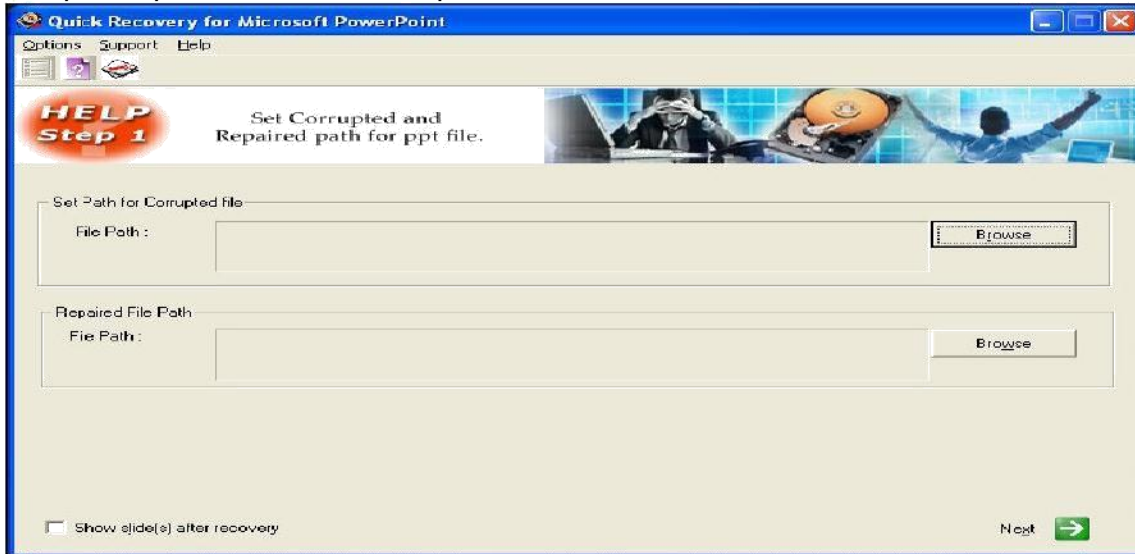 Quick Recovery for Microsoft PowerPoint
Options Support Help
HELP
Step 1
Set Corrupted and
Repaired path for ppt file.
Set Path for Corrupted file
File Path :
Browse
Repaired File Path
File Path :
Browse
Show slide(s) after recovery
Next